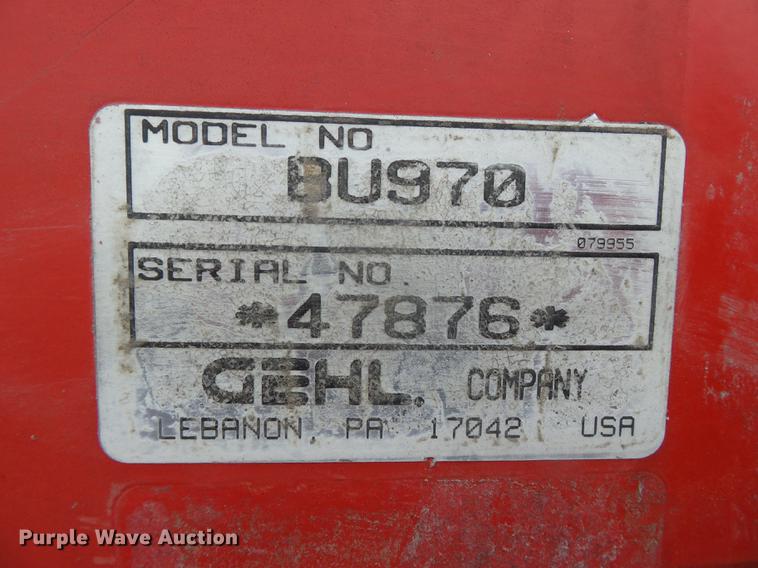 MODEL NO
BU970
079955
SERIAL NO.
*47876*
GEHL. COMPANY
LEBANON, PA 17042 USA
Purple Wave Auction